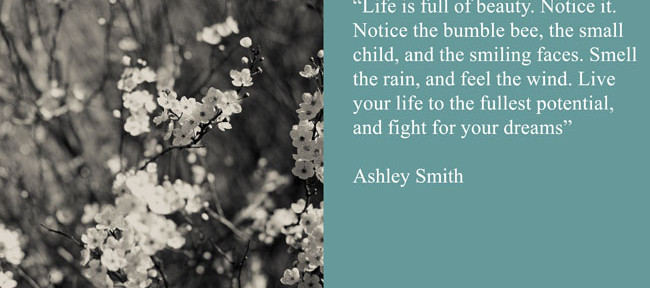 “Life is full of beauty. Notice it.
Notice the bumble bee, the small
child, and the smiling faces. Smell
the rain, and feel the wind. Live
your life to the fullest potential,
and fight for your dreams”
Ashley Smith